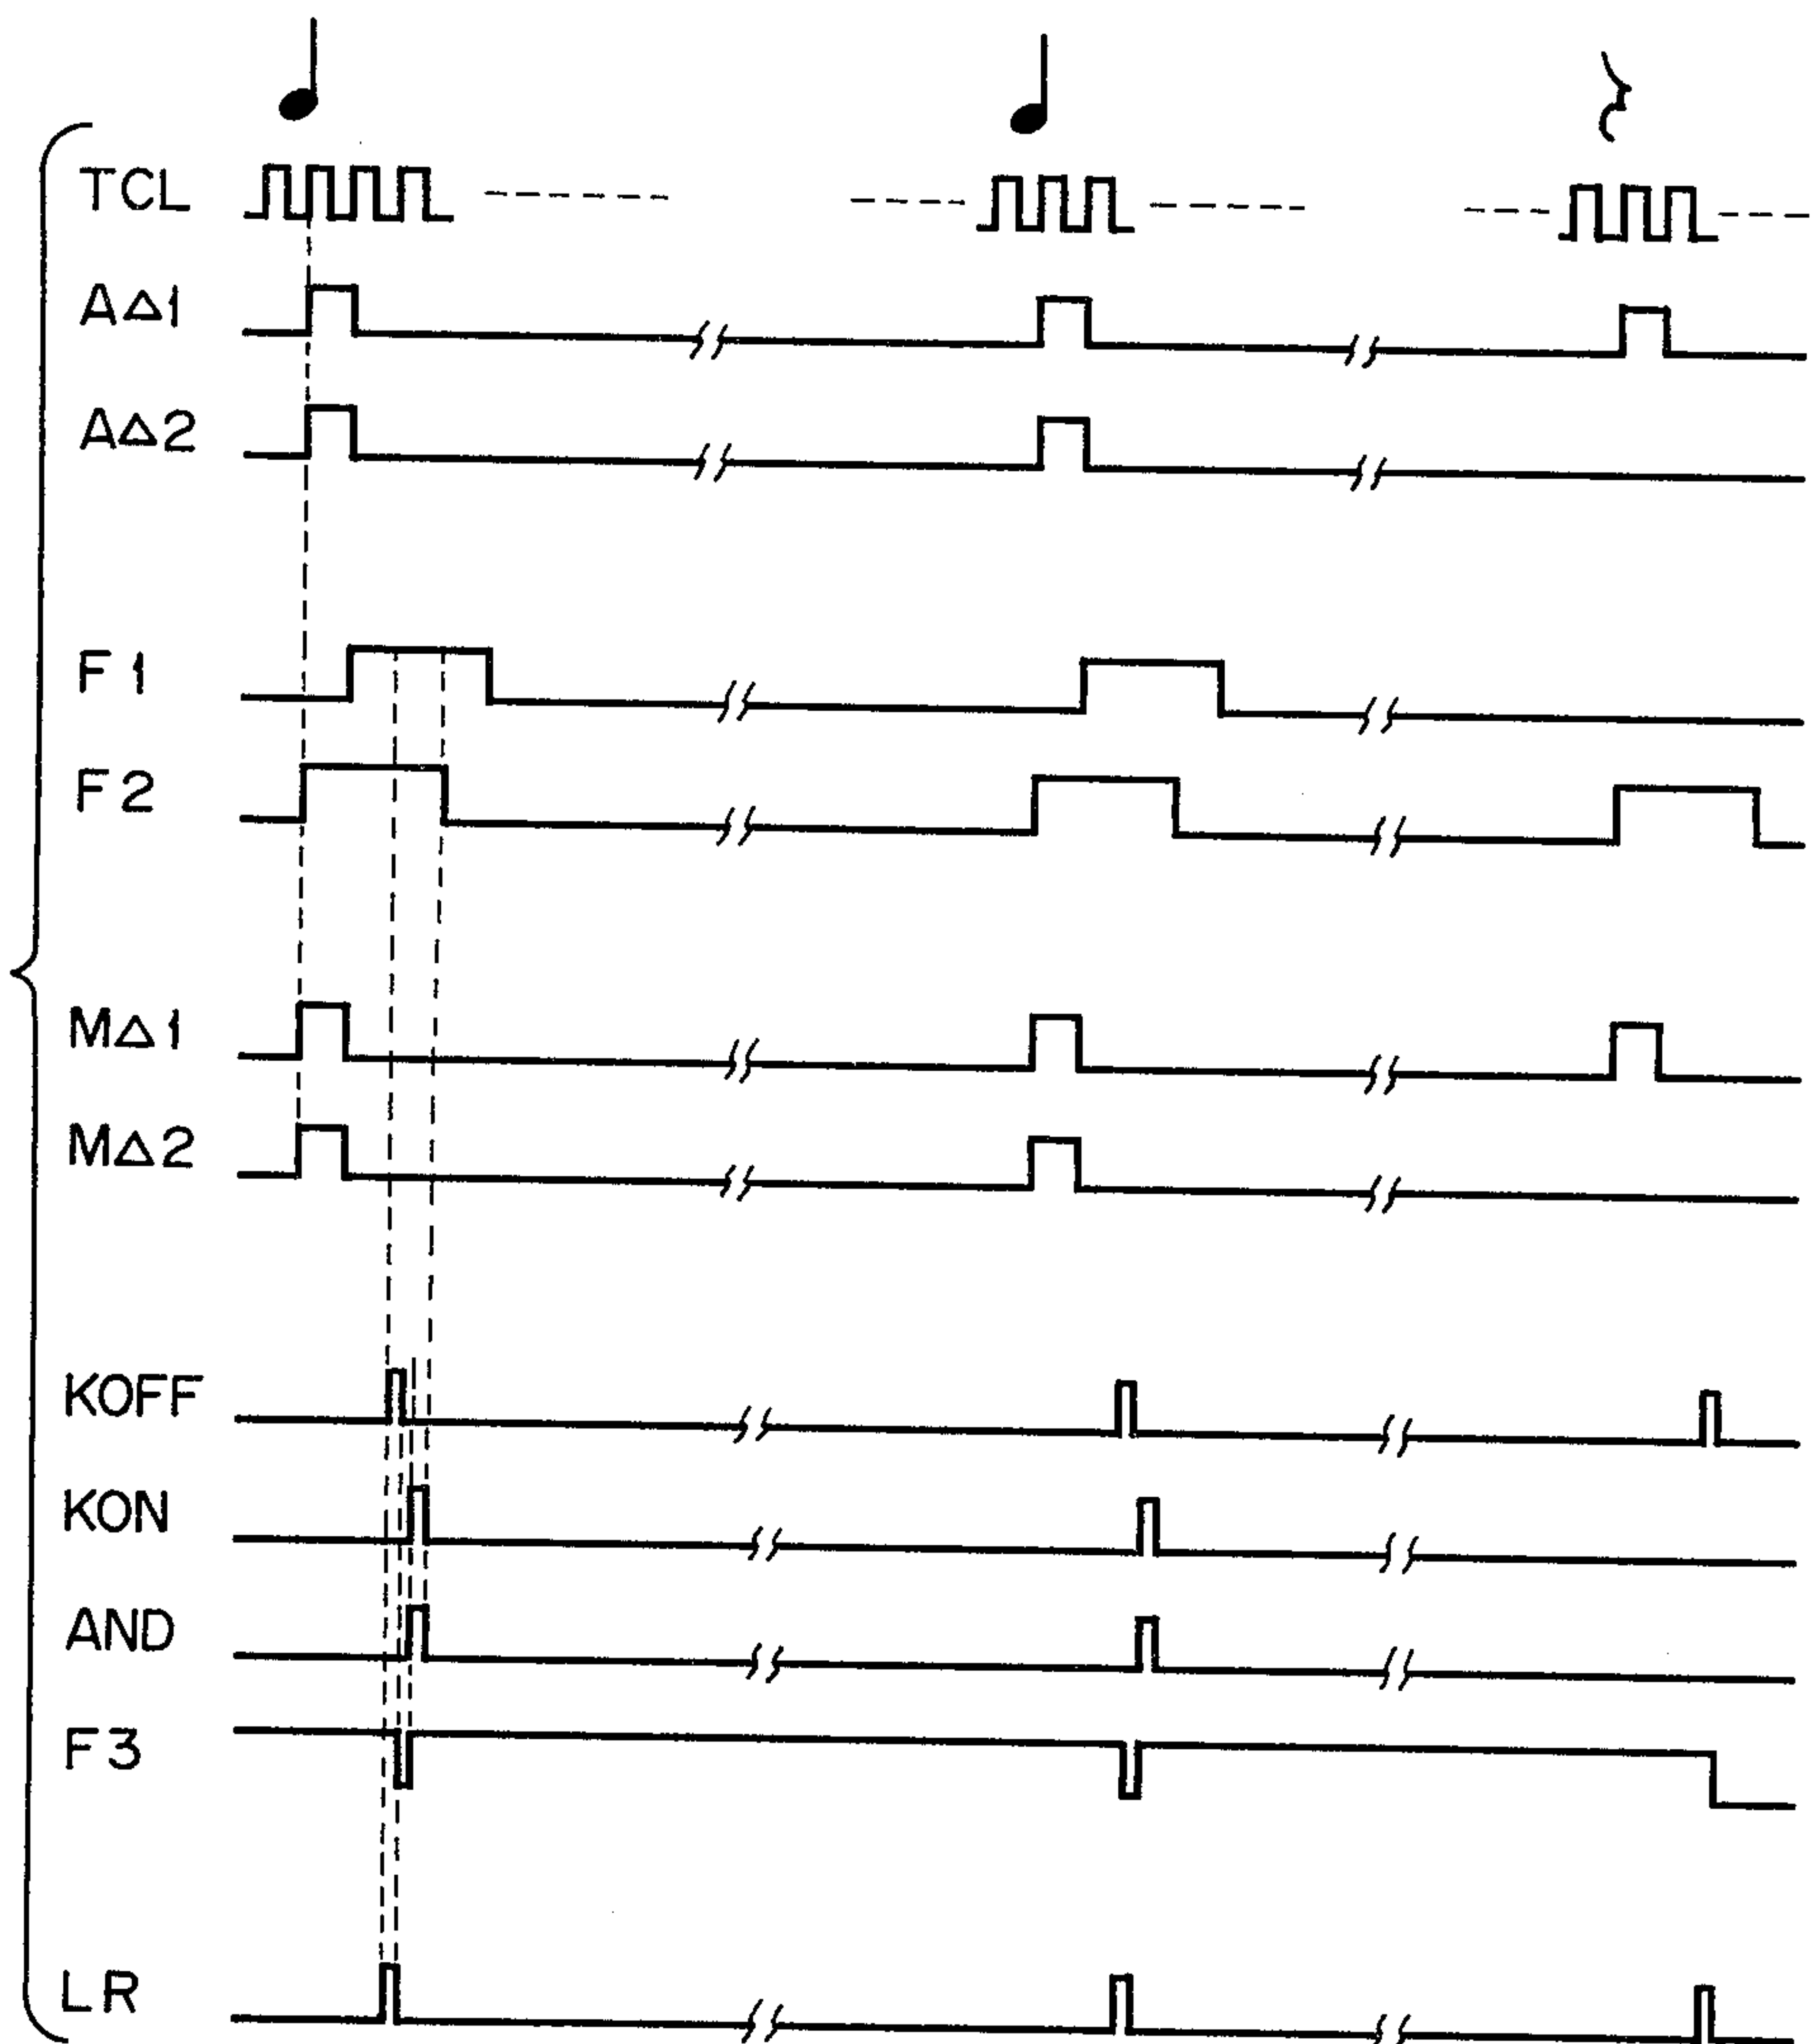 TCL
A△1
A△2
F1
F2
M△1
M△2
KOFF
KON
AND
F3
LR